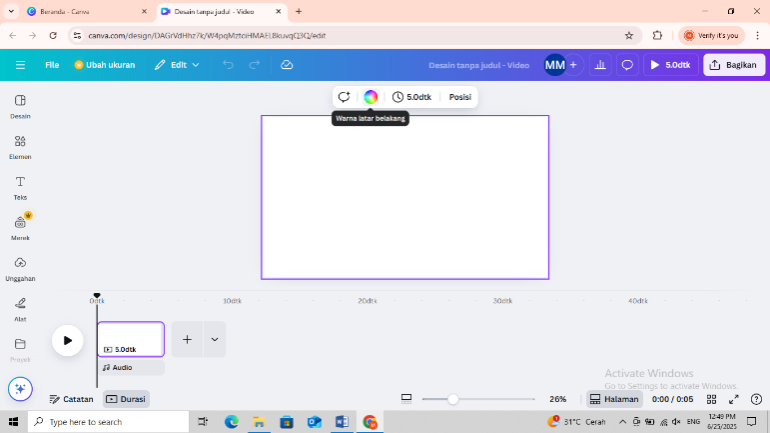 Beranda - Canva
Desain tanpa judul - Video
canva.com/design/DAGrVdHhz7k/W4pqMztoiHMAEL8kuvqQ3Q/edit
Verify it's you
File
Ubah ukuran
Edit
Desain tanpa judul - Video
MM
5.0dtk
Bagikan
5.0dtk
Posisi
Warna latar belakang
Desain
Elemen
Teks
Merek
Unggahan
Alat
Proyek
0dtk
10dtk
20dtk
30dtk
40dtk
5.0dtk
Audio
Activate Windows
Go to Settings to activate Windows.
Catatan
Durasi
26%
Halaman
0:00 / 0:05
Type here to search
31°C Cerah
ENG
12:49 PM
6/25/2025